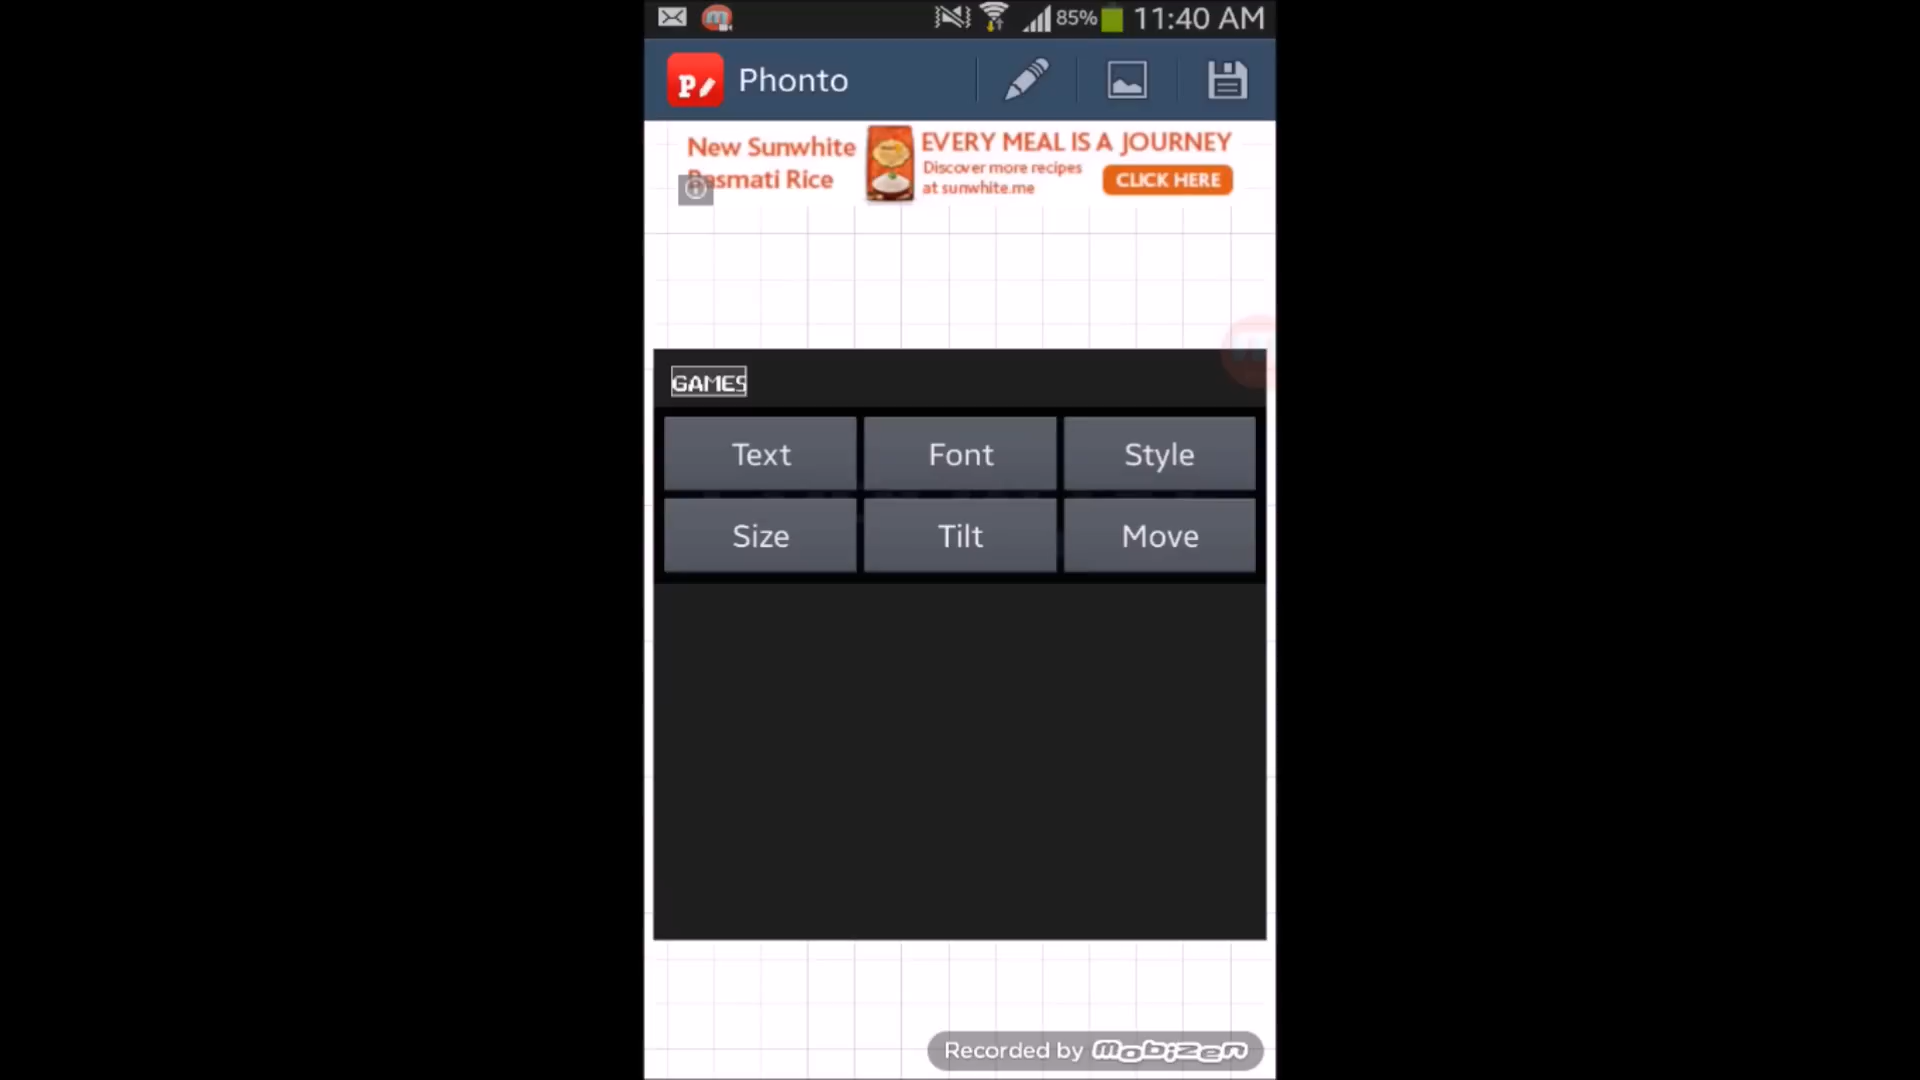 85% 11:40 AM
Phonto
New Sunwhite
Basmati Rice
EVERY MEAL IS A JOURNEY
Discover more recipes
at sunwhite.me
CLICK HERE
GAMES
Text Font Style
Size Tilt Move
Recorded by mobizen